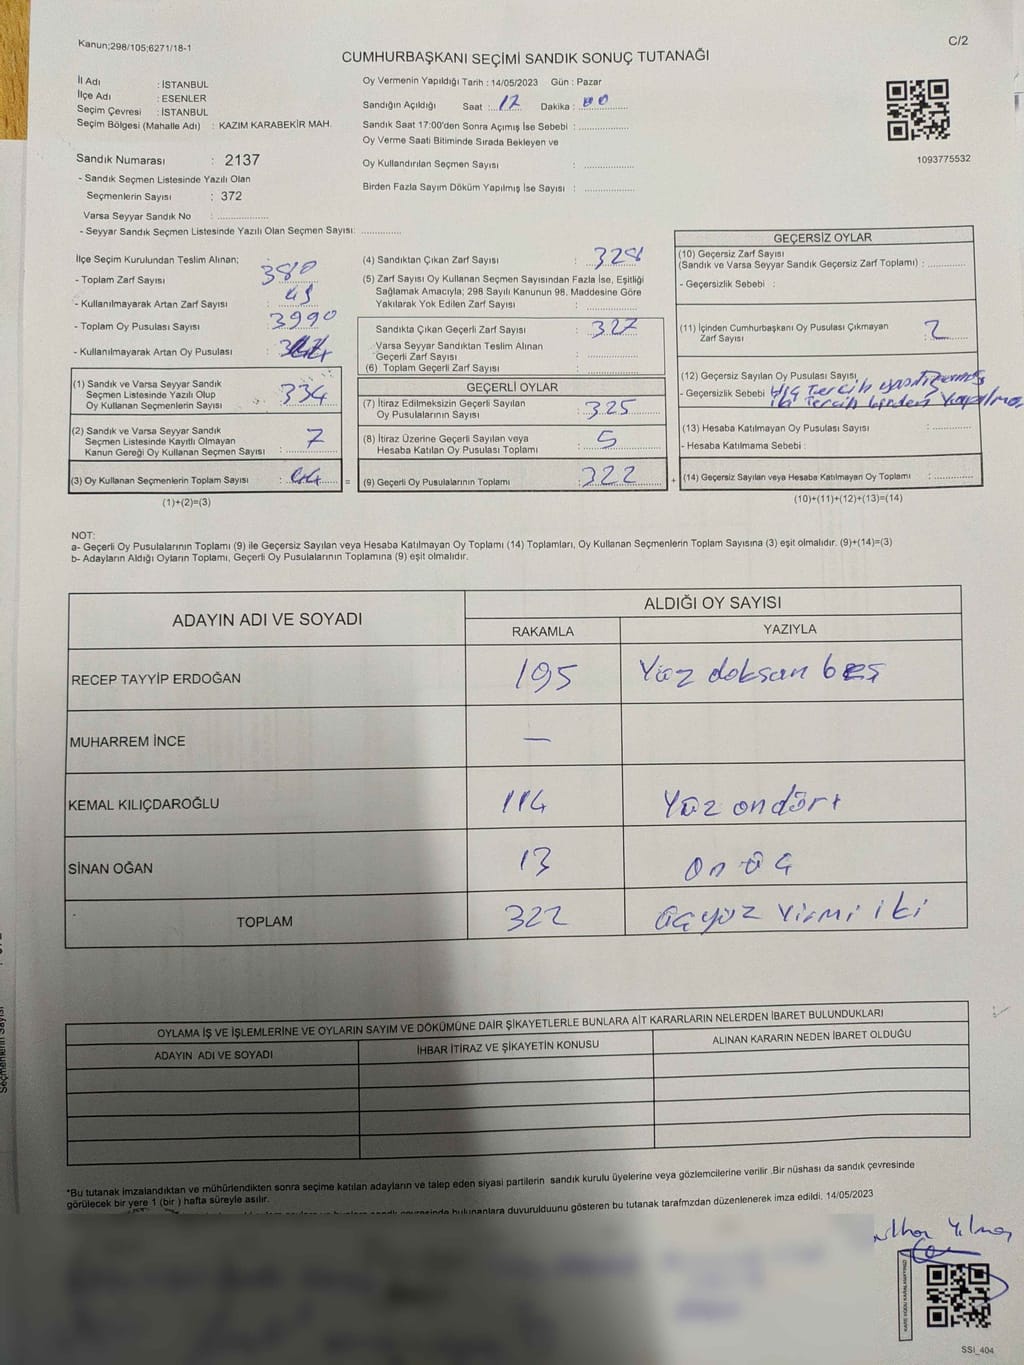 Kanun;298/105;6271/18-1
C/2
CUMHURBAŞKANI SEÇİMİ SANDIK SONUÇ TUTANAĞI
İl Adı : İSTANBUL
İlçe Adı : ESENLER
Seçim Çevresi : İSTANBUL
Seçim Bölgesi (Mahalle Adı) : KAZIM KARABEKİR MAH.
Oy Vermenin Yapıldığı Tarih : 14/05/2023 Gün : Pazar
Sandığın Açıldığı Saat : 17 Dakika : 00
Sandık Saat 17:00'den Sonra Açımış İse Sebebi :
Oy Verme Saati Bitiminde Sırada Bekleyen ve
Oy Kullandırılan Seçmen Sayısı :
Birden Fazla Sayım Döküm Yapılmış İse Sayısı :
1093775532
Sandık Numarası : 2137
- Sandık Seçmen Listesinde Yazılı Olan
Seçmenlerin Sayısı : 372
Varsa Seyyar Sandık No :
- Seyyar Sandık Seçmen Listesinde Yazılı Olan Seçmen Sayısı:
İlçe Seçim Kurulundan Teslim Alınan;
- Toplam Zarf Sayısı : 380
- Kullanılmayarak Artan Zarf Sayısı :
- Toplam Oy Pusulası Sayısı : 3990
- Kullanılmayarak Artan Oy Pusulası :
(1) Sandık ve Varsa Seyyar Sandık
Seçmen Listesinde Yazılı Olup
Oy Kullanan Seçmenlerin Sayısı : 334
(2) Sandık ve Varsa Seyyar Sandık
Seçmen Listesinde Kayıtlı Olmayan
Kanun Gereği Oy Kullanan Seçmen Sayısı : 7
(3) Oy Kullanan Seçmenlerin Toplam Sayısı : =
(1)+(2)=(3)
(4) Sandıktan Çıkan Zarf Sayısı : 328
(5) Zarf Sayısı Oy Kullanan Seçmen Sayısından Fazla İse, Eşitliği
Sağlamak Amacıyla; 298 Sayılı Kanunun 98. Maddesine Göre
Yakılarak Yok Edilen Zarf Sayısı :
Sandıkta Çıkan Geçerli Zarf Sayısı : 327
Varsa Seyyar Sandıktan Teslim Alınan
Geçerli Zarf Sayısı :
(6) Toplam Geçerli Zarf Sayısı :
GEÇERLİ OYLAR
(7) İtiraz Edilmeksizin Geçerli Sayılan
Oy Pusulalarının Sayısı : 325
(8) İtiraz Üzerine Geçerli Sayılan veya
Hesaba Katılan Oy Pusulası Toplamı : 5
(9) Geçerli Oy Pusulalarının Toplamı : 322 +
GEÇERSİZ OYLAR
(10) Geçersiz Zarf Sayısı
(Sandık ve Varsa Seyyar Sandık Geçersiz Zarf Toplamı) :
- Geçersizlik Sebebi :
(11) İçinden Cumhurbaşkanı Oy Pusulası Çıkmayan
Zarf Sayısı : 2
(12) Geçersiz Sayılan Oy Pusulası Sayısı :
- Geçersizlik Sebebi Hiç Tercih
iki Tercih birden
(13) Hesaba Katılmayan Oy Pusulası Sayısı :
- Hesaba Katılmama Sebebi :
(14) Geçersiz Sayılan veya Hesaba Katılmayan Oy Toplamı :
(10)+(11)+(12)+(13)=(14)
NOT:
a- Geçerli Oy Pusulalarının Toplamı (9) ile Geçersiz Sayılan veya Hesaba Katılmayan Oy Toplamı (14) Toplamları, Oy Kullanan Seçmenlerin Toplam Sayısına (3) eşit olmalıdır. (9)+(14)=(3)
b- Adayların Aldığı Oyların Toplamı, Geçerli Oy Pusulalarının Toplamına (9) eşit olmalıdır.
ADAYIN ADI VE SOYADI
ALDIĞI OY SAYISI
RAKAMLA YAZIYLA
RECEP TAYYİP ERDOĞAN 195 Yüz doksan beş
MUHARREM İNCE —
KEMAL KILIÇDAROĞLU 114 Yüz ondört
SİNAN OĞAN 13 on üç
TOPLAM 322 üçyüz Yirmi iki
OYLAMA İŞ VE İŞLEMLERİNE VE OYLARIN SAYIM VE DÖKÜMÜNE DAİR ŞİKAYETLERLE BUNLARA AİT KARARLARIN NELERDEN İBARET BULUNDUKLARI
ADAYIN ADI VE SOYADI İHBAR İTİRAZ VE ŞİKAYETİN KONUSU ALINAN KARARIN NEDEN İBARET OLDUĞU
*Bu tutanak imzalandıktan ve mühürlendikten sonra seçime katılan adayların ve talep eden siyasi partilerin sandık kurulu üyelerine veya gözlemcilerine verilir .Bir nüshası da sandık çevresinde
görülecek bir yere 1 (bir ) hafta süreyle asılır.
bulunanlara duyurulduunu gösteren bu tutanak tarafmzdan düzenlenerek imza edildi. 14/05/2023
Yılmaz
SSI_404